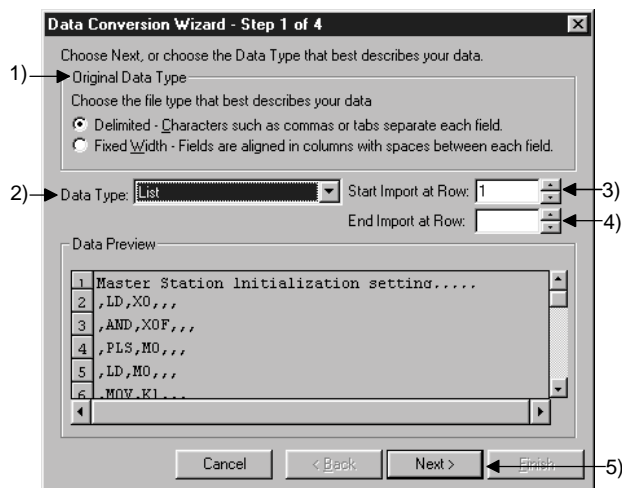 Data Conversion Wizard - Step 1 of 4
Choose Next, or choose the Data Type that best describes your data.
1)
Original Data Type
Choose the file type that best describes your data
Delimited - Characters such as commas or tabs separate each field.
Fixed Width - Fields are aligned in columns with spaces between each field.
2) Data Type: List Start Import at Row: 1 3)
End Import at Row: 4)
Data Preview
1 Master Station Initialization setting.....
2 ,LD,X0,,,
3 ,AND,X0F,,,
4 ,PLS,M0,,,
5 ,LD,M0,,,
6 ,MOV,K1,,,
Cancel < Back Next > Finish 5)